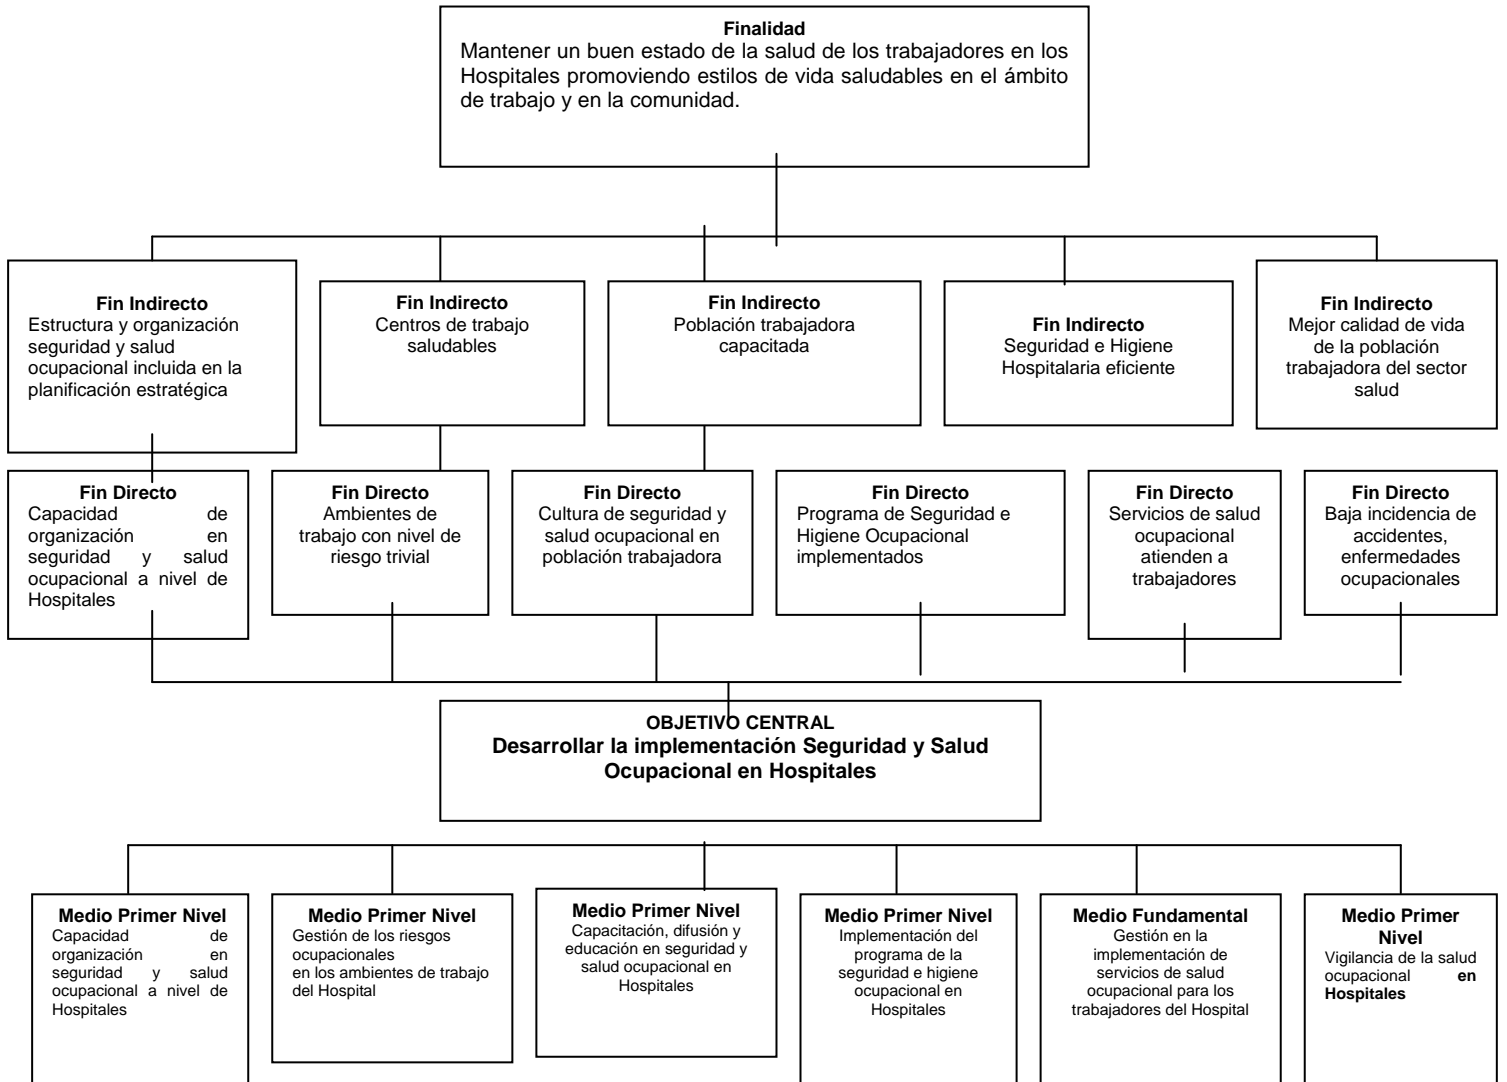 Finalidad
Mantener un buen estado de la salud de los trabajadores en los
Hospitales promoviendo estilos de vida saludables en el ámbito
de trabajo y en la comunidad.
Fin Indirecto
Estructura y organización
seguridad y salud
ocupacional incluida en la
planificación estratégica
Fin Indirecto
Centros de trabajo
saludables
Fin Indirecto
Población trabajadora
capacitada
Fin Indirecto
Seguridad e Higiene
Hospitalaria eficiente
Fin Indirecto
Mejor calidad de vida
de la población
trabajadora del sector
salud
Fin Directo
Capacidad de
organización en
seguridad y salud
ocupacional a nivel de
Hospitales
Fin Directo
Ambientes de
trabajo con nivel de
riesgo trivial
Fin Directo
Cultura de seguridad y
salud ocupacional en
población trabajadora
Fin Directo
Programa de Seguridad e
Higiene Ocupacional
implementados
Fin Directo
Servicios de salud
ocupacional
atienden a
trabajadores
Fin Directo
Baja incidencia de
accidentes,
enfermedades
ocupacionales
OBJETIVO CENTRAL
Desarrollar la implementación Seguridad y Salud
Ocupacional en Hospitales
Medio Primer Nivel
Capacidad de
organización en
seguridad y salud
ocupacional a nivel de
Hospitales
Medio Primer Nivel
Gestión de los riesgos
ocupacionales
en los ambientes de trabajo
del Hospital
Medio Primer Nivel
Capacitación, difusión y
educación en seguridad y
salud ocupacional en
Hospitales
Medio Primer Nivel
Implementación del
programa de la
seguridad e higiene
ocupacional en
Hospitales
Medio Fundamental
Gestión en la
implementación de
servicios de salud
ocupacional para los
trabajadores del Hospital
Medio Primer
Nivel
Vigilancia de la salud
ocupacional en
Hospitales